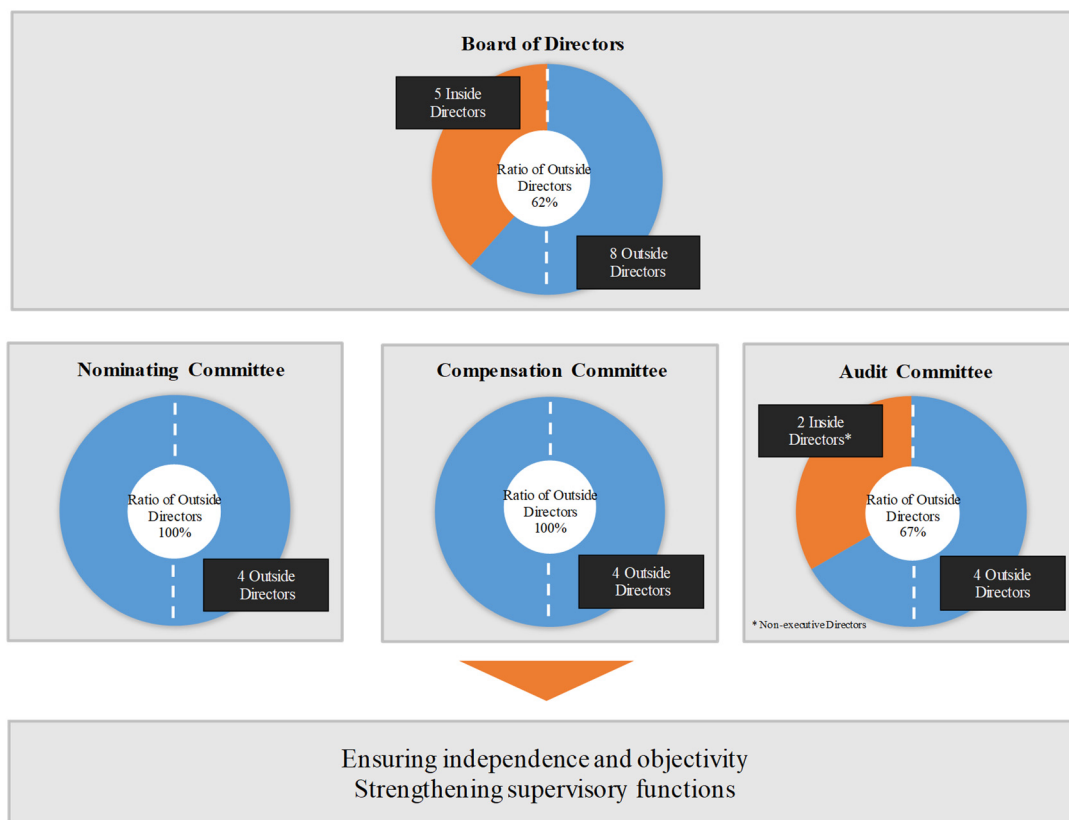 Board of Directors
5 Inside
Directors
Ratio of Outside
Directors
62%
8 Outside
Directors
Nominating Committee
Ratio of Outside
Directors
100%
4 Outside
Directors
Compensation Committee
Ratio of Outside
Directors
100%
4 Outside
Directors
Audit Committee
2 Inside
Directors*
Ratio of Outside
Directors
67%
4 Outside
Directors
* Non-executive Directors
Ensuring independence and objectivity
Strengthening supervisory functions